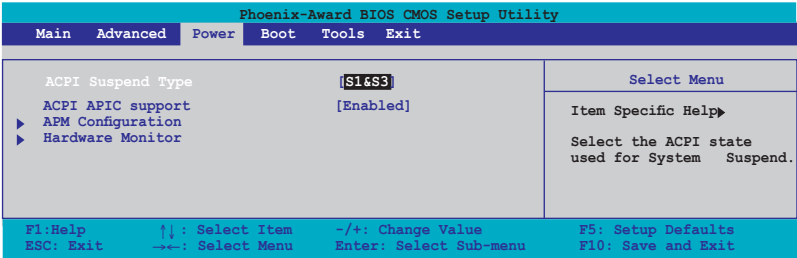 Phoenix-Award BIOS CMOS Setup Utility
Main Advanced Power Boot Tools Exit
ACPI Suspend Type [S1&S3]
ACPI APIC support [Enabled]
APM Configuration
Hardware Monitor
Select Menu
Item Specific Help
Select the ACPI state
used for System Suspend.
F1:Help ↑↓ : Select Item -/+: Change Value F5: Setup Defaults
ESC: Exit →←: Select Menu Enter: Select Sub-menu F10: Save and Exit